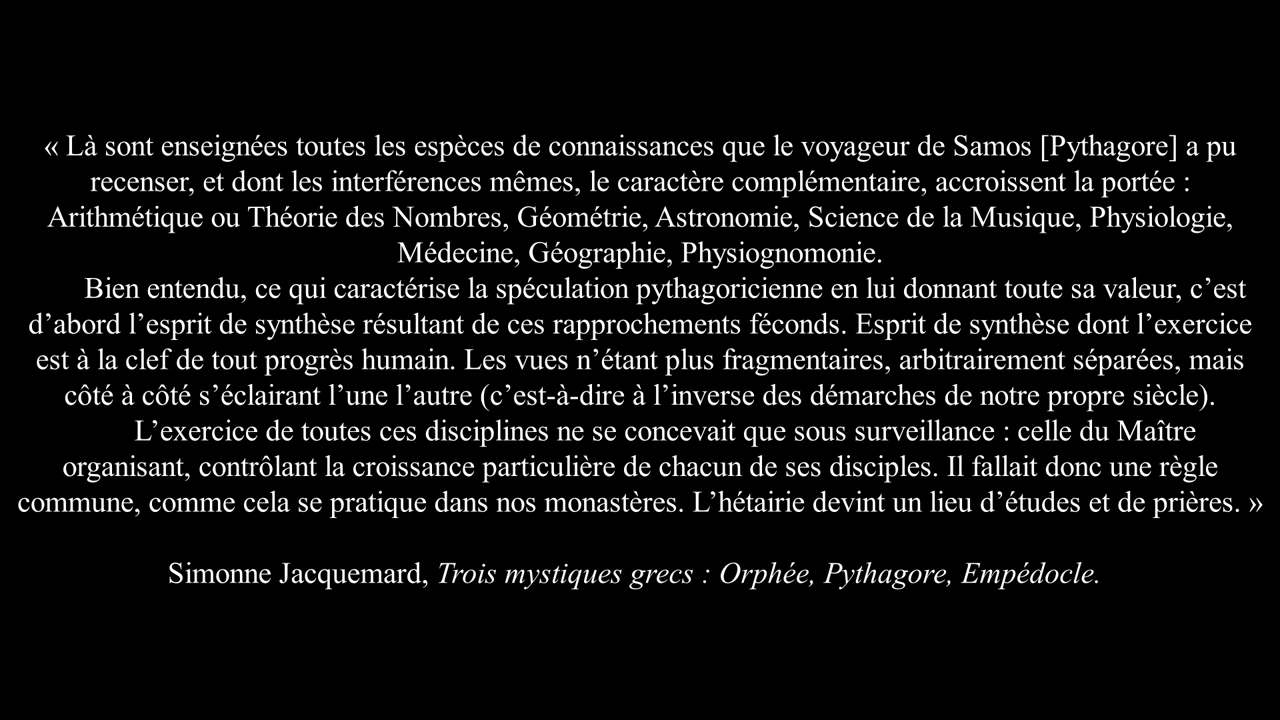 « Là sont enseignées toutes les espèces de connaissances que le voyageur de Samos [Pythagore] a pu
recenser, et dont les interférences mêmes, le caractère complémentaire, accroissent la portée :
Arithmétique ou Théorie des Nombres, Géométrie, Astronomie, Science de la Musique, Physiologie,
Médecine, Géographie, Physiognomonie.
Bien entendu, ce qui caractérise la spéculation pythagoricienne en lui donnant toute sa valeur, c’est
d’abord l’esprit de synthèse résultant de ces rapprochements féconds. Esprit de synthèse dont l’exercice
est à la clef de tout progrès humain. Les vues n’étant plus fragmentaires, arbitrairement séparées, mais
côté à côté s’éclairant l’une l’autre (c’est-à-dire à l’inverse des démarches de notre propre siècle).
L’exercice de toutes ces disciplines ne se concevait que sous surveillance : celle du Maître
organisant, contrôlant la croissance particulière de chacun de ses disciples. Il fallait donc une règle
commune, comme cela se pratique dans nos monastères. L’hétairie devint un lieu d’études et de prières. »
Simonne Jacquemard, Trois mystiques grecs : Orphée, Pythagore, Empédocle.